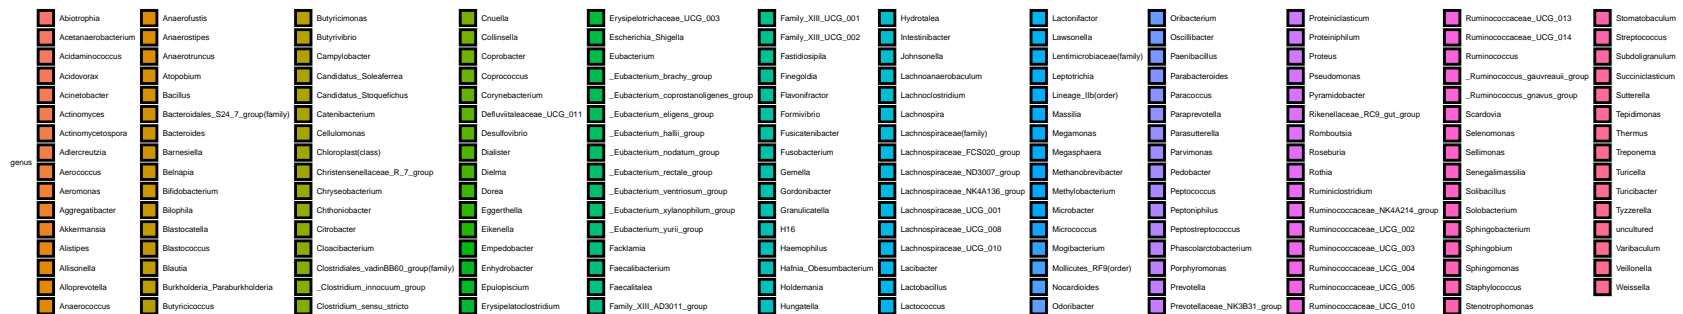 genus
Abiotrophia
Acetanaerobacterium
Acidaminococcus
Acidovorax
Acinetobacter
Actinomyces
Actinomycetospora
Adlercreutzia
Aerococcus
Aeromonas
Aggregatibacter
Akkermansia
Alistipes
Allisonella
Alloprevotella
Anaerococcus
Anaerofustis
Anaerostipes
Anaerotruncus
Atopobium
Bacillus
Bacteroidales_S24_7_group(family)
Bacteroides
Barnesiella
Belnapia
Bifidobacterium
Bilophila
Blastocatella
Blastococcus
Blautia
Burkholderia_Paraburkholderia
Butyricicoccus
Butyricimonas
Butyrivibrio
Campylobacter
Candidatus_Soleaferrea
Candidatus_Stoquefichus
Catenibacterium
Cellulomonas
Chloroplast(class)
Christensenellaceae_R_7_group
Chryseobacterium
Chthoniobacter
Citrobacter
Cloacibacterium
Clostridiales_vadinBB60_group(family)
_Clostridium_innocuum_group
Clostridium_sensu_stricto
Cnuella
Collinsella
Coprobacter
Coprococcus
Corynebacterium
Defluviitaleaceae_UCG_011
Desulfovibrio
Dialister
Dielma
Dorea
Eggerthella
Eikenella
Empedobacter
Enhydrobacter
Epulopiscium
Erysipelatoclostridium
Erysipelotrichaceae_UCG_003
Escherichia_Shigella
Eubacterium
_Eubacterium_brachy_group
_Eubacterium_coprostanoligenes_group
_Eubacterium_eligens_group
_Eubacterium_hallii_group
_Eubacterium_nodatum_group
_Eubacterium_rectale_group
_Eubacterium_ventriosum_group
_Eubacterium_xylanophilum_group
_Eubacterium_yurii_group
Facklamia
Faecalibacterium
Faecalitalea
Family_XIII_AD3011_group
Family_XIII_UCG_001
Family_XIII_UCG_002
Fastidiosipila
Finegoldia
Flavonifractor
Formivibrio
Fusicatenibacter
Fusobacterium
Gemella
Gordonibacter
Granulicatella
H16
Haemophilus
Hafnia_Obesumbacterium
Holdemania
Hungatella
Hydrotalea
Intestinibacter
Johnsonella
Lachnoanaerobaculum
Lachnoclostridium
Lachnospira
Lachnospiraceae(family)
Lachnospiraceae_FCS020_group
Lachnospiraceae_ND3007_group
Lachnospiraceae_NK4A136_group
Lachnospiraceae_UCG_001
Lachnospiraceae_UCG_008
Lachnospiraceae_UCG_010
Lacibacter
Lactobacillus
Lactococcus
Lactonifactor
Lawsonella
Lentimicrobiaceae(family)
Leptotrichia
Lineage_IIb(order)
Massilia
Megamonas
Megasphaera
Methanobrevibacter
Methylobacterium
Microbacter
Micrococcus
Mogibacterium
Mollicutes_RF9(order)
Nocardioides
Odoribacter
Oribacterium
Oscillibacter
Paenibacillus
Parabacteroides
Paracoccus
Paraprevotella
Parasutterella
Parvimonas
Pedobacter
Peptococcus
Peptoniphilus
Peptostreptococcus
Phascolarctobacterium
Porphyromonas
Prevotella
Prevotellaceae_NK3B31_group
Proteiniclasticum
Proteiniphilum
Proteus
Pseudomonas
Pyramidobacter
Rikenellaceae_RC9_gut_group
Romboutsia
Roseburia
Rothia
Ruminiclostridium
Ruminococcaceae_NK4A214_group
Ruminococcaceae_UCG_002
Ruminococcaceae_UCG_003
Ruminococcaceae_UCG_004
Ruminococcaceae_UCG_005
Ruminococcaceae_UCG_010
Ruminococcaceae_UCG_013
Ruminococcaceae_UCG_014
Ruminococcus
_Ruminococcus_gauvreauii_group
_Ruminococcus_gnavus_group
Scardovia
Selenomonas
Sellimonas
Senegalimassilia
Solibacillus
Solobacterium
Sphingobacterium
Sphingobium
Sphingomonas
Staphylococcus
Stenotrophomonas
Stomatobaculum
Streptococcus
Subdoligranulum
Succiniclasticum
Sutterella
Tepidimonas
Thermus
Treponema
Turicella
Turicibacter
Tyzzerella
uncultured
Varibaculum
Veillonella
Weissella